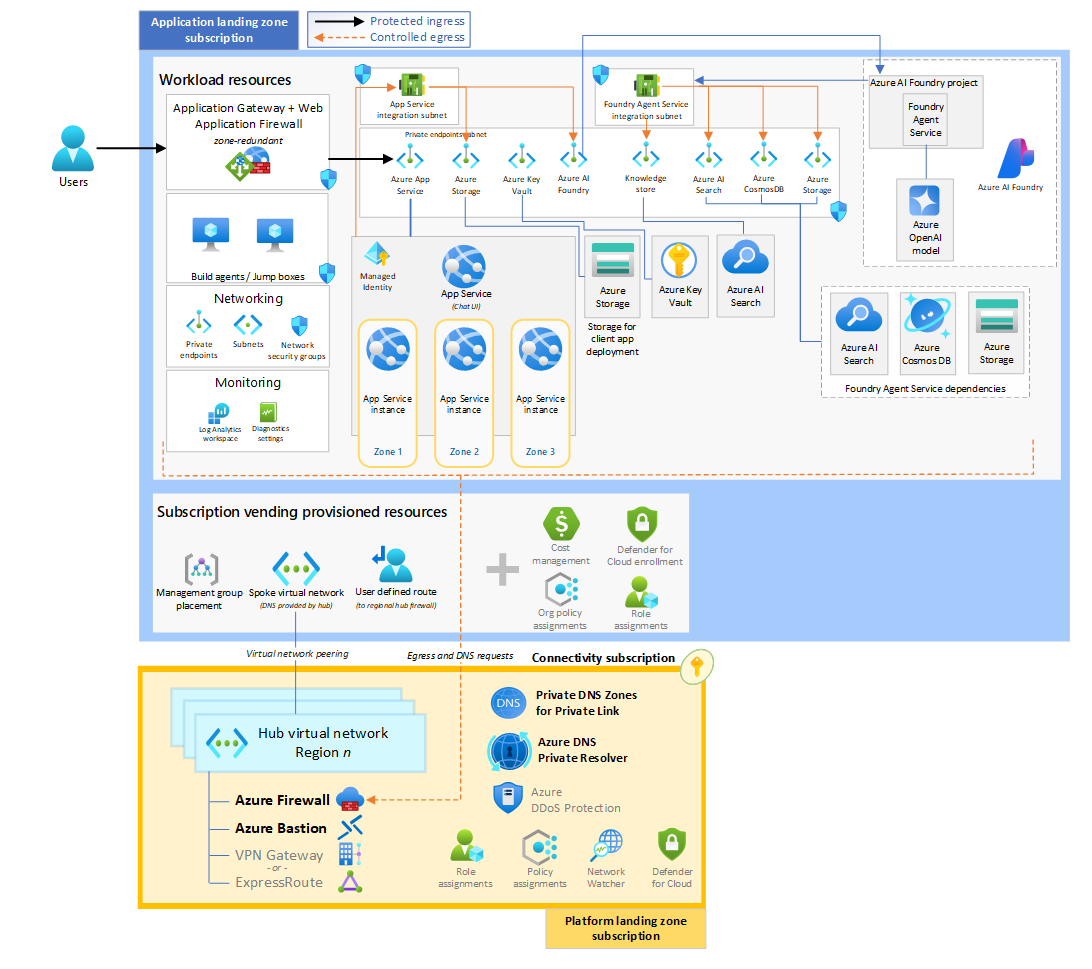 Application landing zone
subscription
Protected ingress
Controlled egress
Workload resources
Application Gateway + Web
Application Firewall
zone-redundant
Users
Build agents / Jump boxes
Networking
Private
endpoints
Subnets
Network
security groups
Monitoring
Log Analytics
workspace
Diagnostics
settings
App Service
integration subnet
Foundry Agent Service
integration subnet
Private endpoints subnet
Azure App
Service
Azure
Storage
Azure Key
Vault
Azure AI
Foundry
Knowledge
store
Azure AI
Search
Azure
CosmosDB
Azure
Storage
Azure AI Foundry project
Foundry
Agent
Service
Azure AI Foundry
Azure
OpenAI
model
Managed
Identity
App Service
(Chat UI)
App Service
instance
Zone 1
App Service
instance
Zone 2
App Service
instance
Zone 3
Azure
Storage
Storage for
client app
deployment
Azure Key
Vault
Azure AI
Search
Azure AI
Search
Azure
Cosmos DB
Azure
Storage
Foundry Agent Service dependencies
Subscription vending provisioned resources
Management group
placement
Spoke virtual network
(DNS provided by hub)
User defined route
(to regional hub firewall)
Cost
management
Defender for
Cloud enrollment
Org policy
assignments
Role
assignments
Virtual network peering
Egress and DNS requests
Connectivity subscription
Hub virtual network
Region n
Azure Firewall
Azure Bastion
VPN Gateway
- or -
ExpressRoute
DNS
Private DNS Zones
for Private Link
Azure DNS
Private Resolver
Azure
DDoS Protection
Role
assignments
Policy
assignments
Network
Watcher
Defender
for Cloud
Platform landing zone
subscription